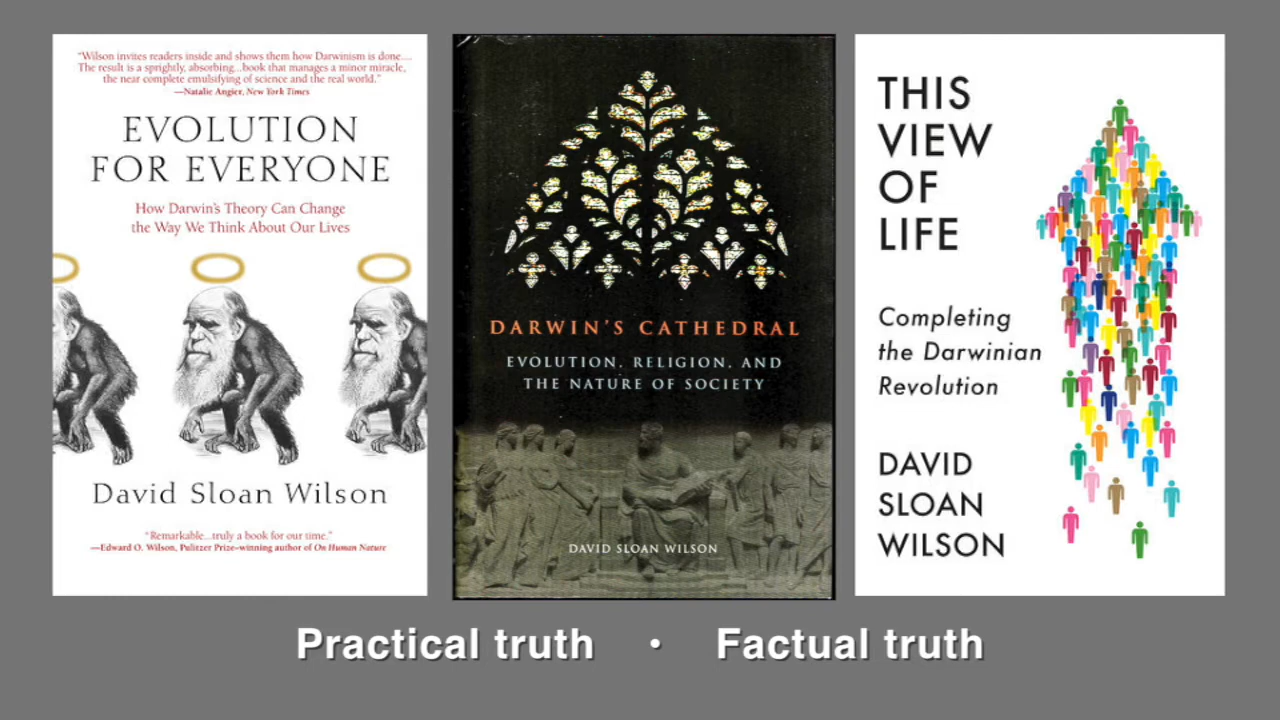 "Wilson invites readers inside and shows them how Darwinism is done....
The result is a sprightly, absorbing...book that manages a minor miracle,
the near complete emulsifying of science and the real world."
—Natalie Angier, New York Times
EVOLUTION
FOR EVERYONE
How Darwin's Theory Can Change
the Way We Think About Our Lives
David Sloan Wilson
"Remarkable...truly a book for our time."
—Edward O. Wilson, Pulitzer Prize–winning author of On Human Nature
DARWIN'S CATHEDRAL
EVOLUTION, RELIGION, AND
THE NATURE OF SOCIETY
DAVID SLOAN WILSON
THIS
VIEW
OF
LIFE
Completing
the Darwinian
Revolution
DAVID
SLOAN
WILSON
Practical truth • Factual truth